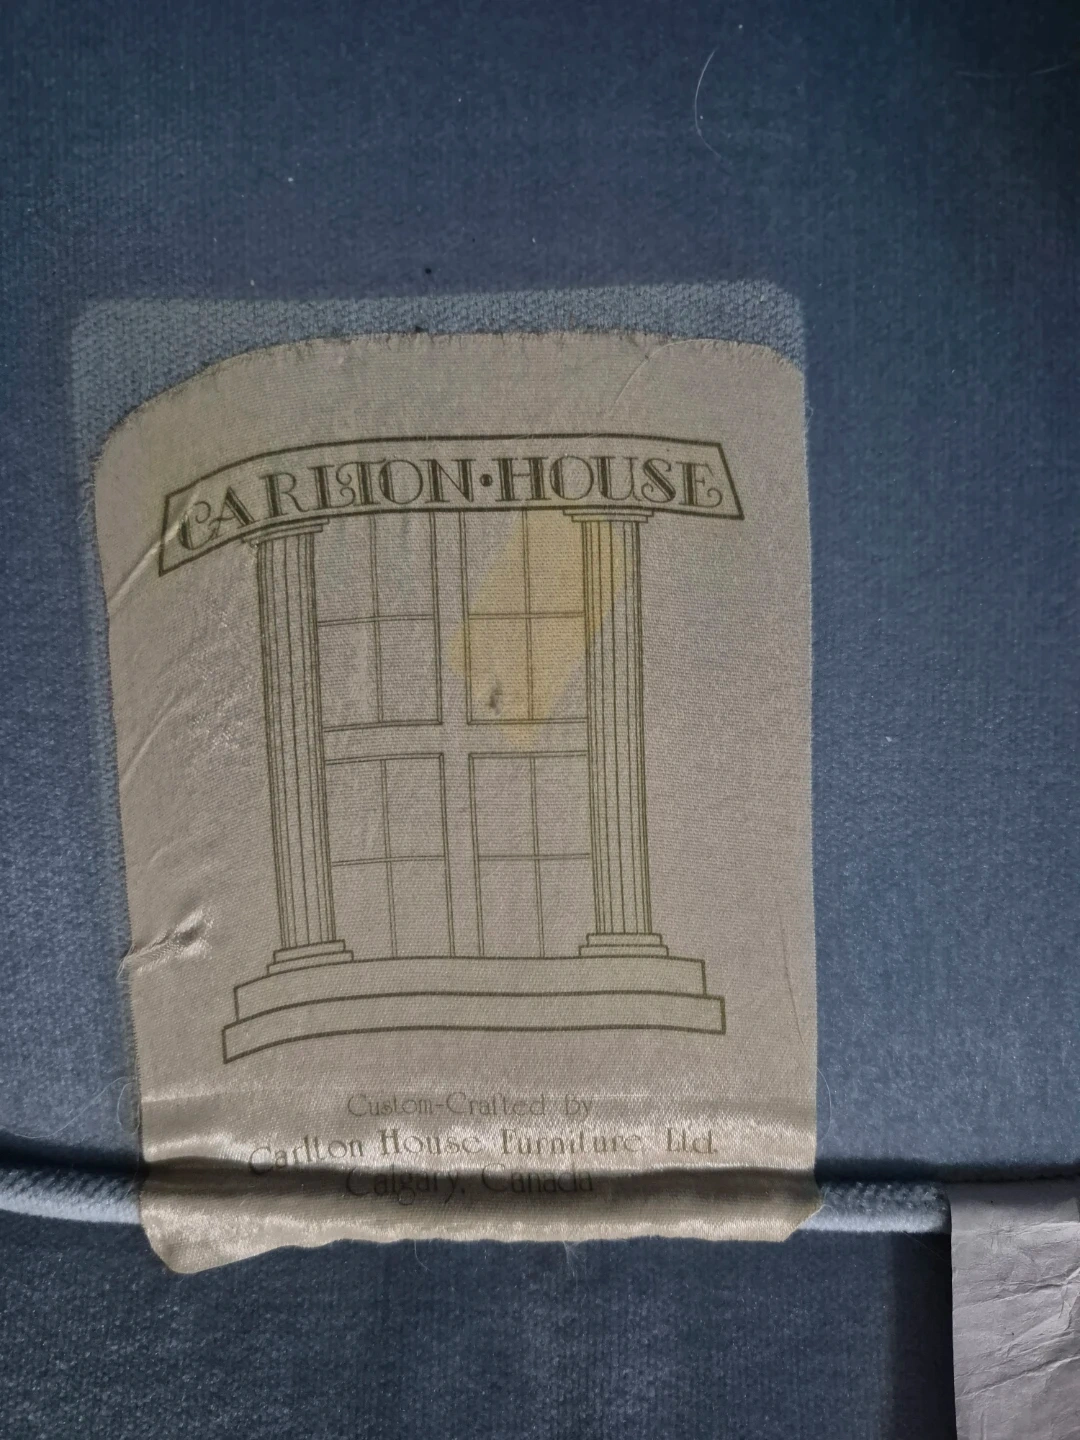 CARLTON·HOUSE
Custom-Crafted by
Carlton House Furniture Ltd.
Calgary, Canada